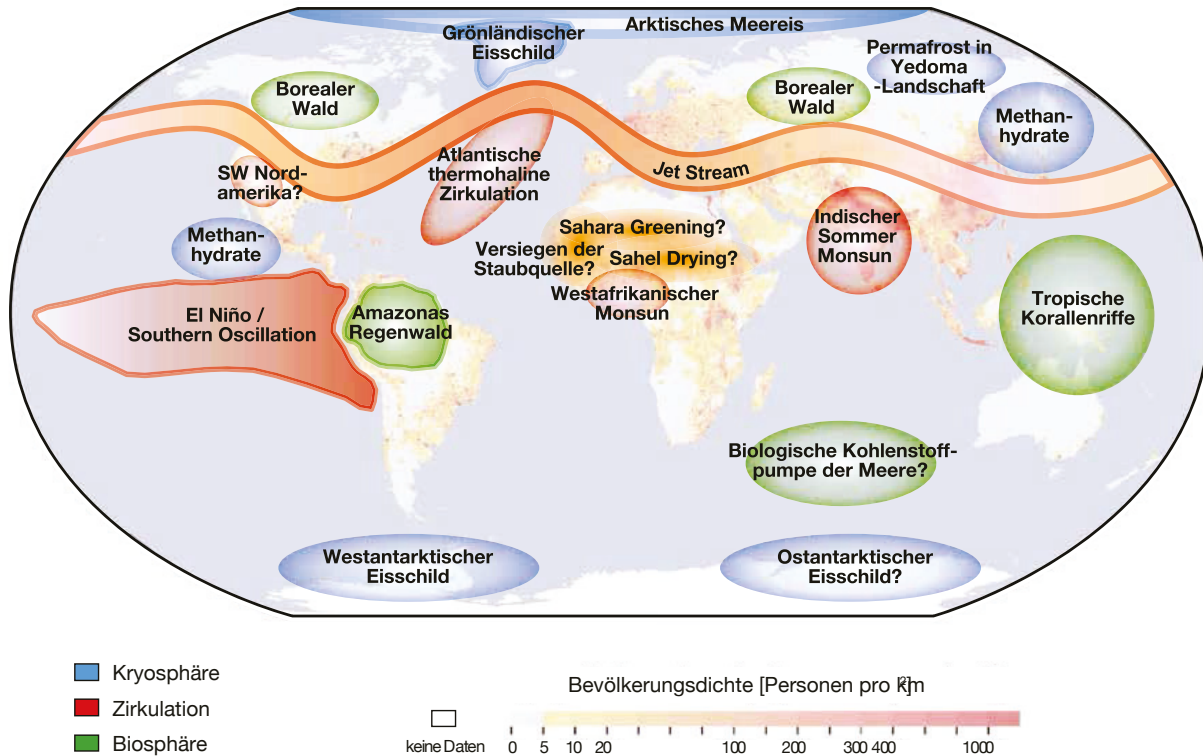 Arktisches Meereis
Grönländischer
Eisschild
Permafrost in
Yedoma
-Landschaft
Borealer
Wald
Borealer
Wald
Methan-
hydrate
Atlantische
thermohaline
Zirkulation
Jet Stream
SW Nord-
amerika?
Methan-
hydrate
Sahara Greening?
Versiegen der
Staubquelle?
Sahel Drying?
Westafrikanischer
Monsun
Indischer
Sommer
Monsun
El Niño /
Southern Oscillation
Amazonas
Regenwald
Tropische
Korallenriffe
Biologische Kohlenstoff-
pumpe der Meere?
Westantarktischer
Eisschild
Ostantarktischer
Eisschild?
Kryosphäre
Zirkulation
Biosphäre
Bevölkerungsdichte [Personen pro km²]
keine Daten
0 5 10 20 100 200 300 400 1000